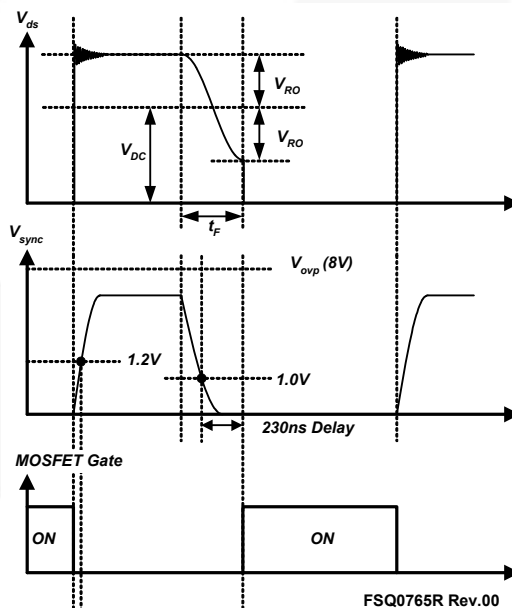 Vds
VRO
VDC
VRO
tF
Vsync
Vovp (8V)
1.2V
1.0V
230ns Delay
MOSFET Gate
ON
ON
FSQ0765R Rev.00